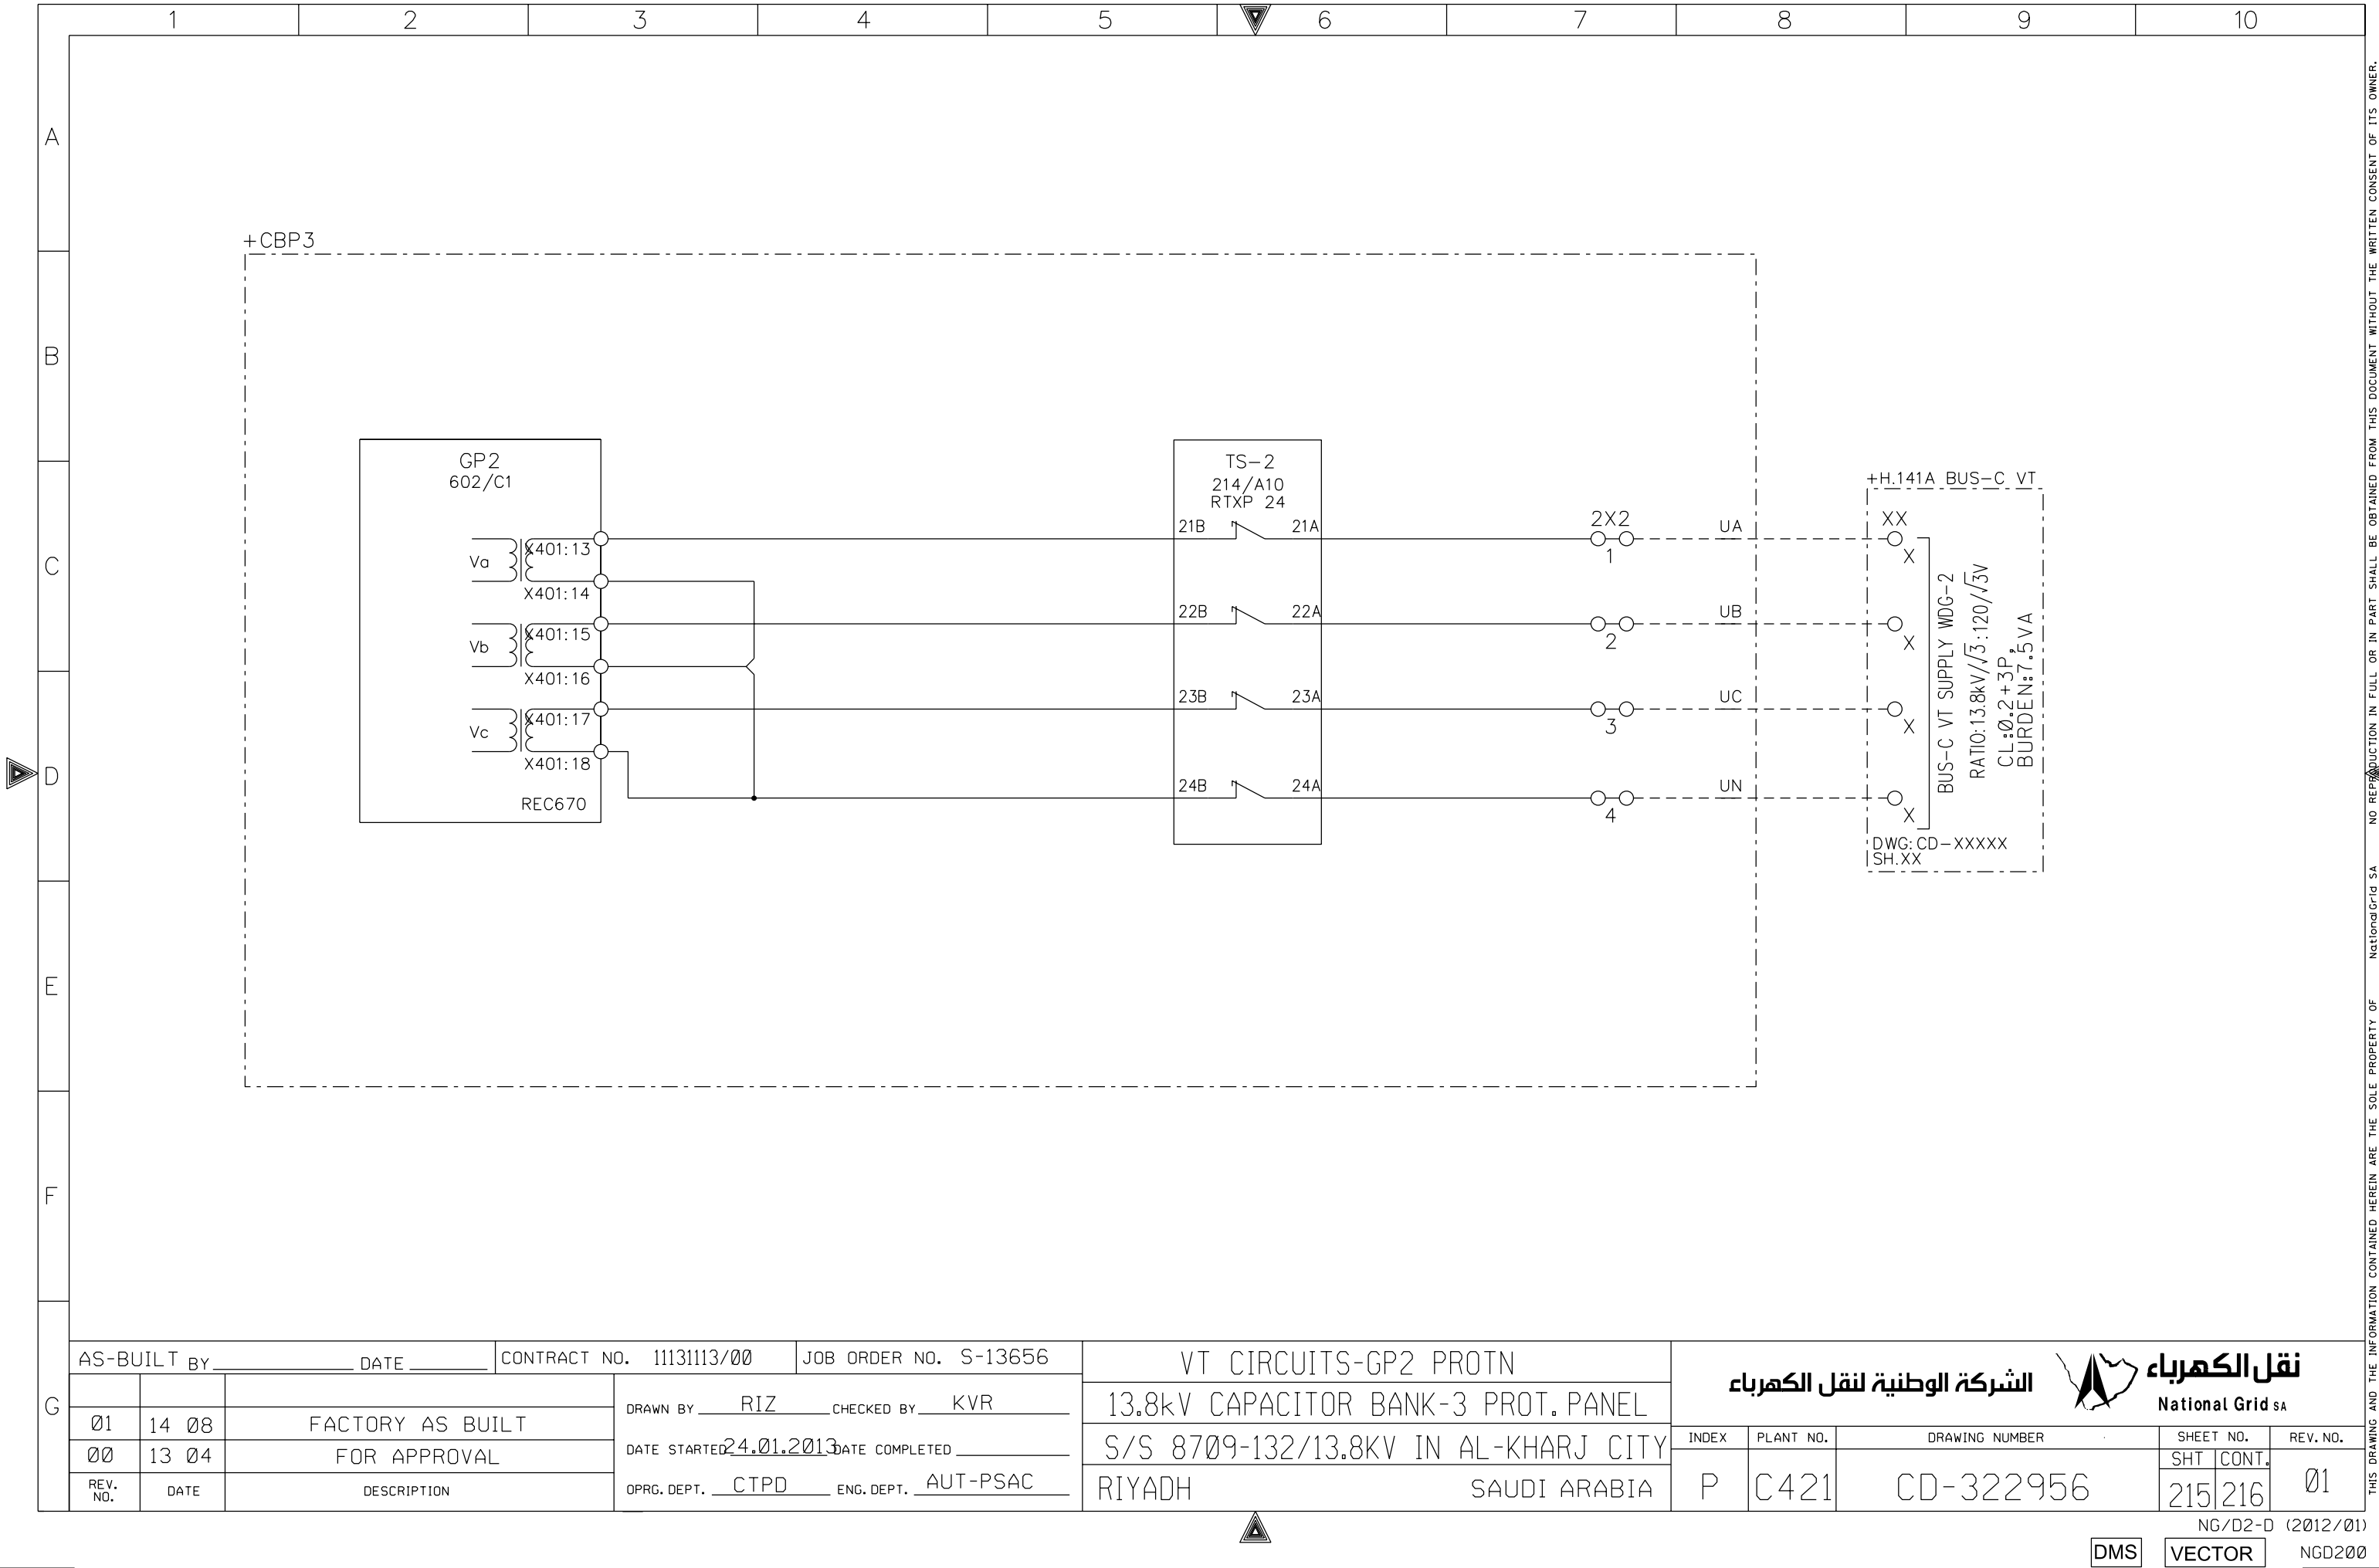 1 2 3 4 5 6 7 8 9 10
A
B
C
D
E
F
G
+CBP3
GP2
602/C1
Va
X401:13
X401:14
Vb
X401:15
X401:16
Vc
X401:17
X401:18
REC670
TS-2
214/A10
RTXP 24
21B 21A
22B 22A
23B 23A
24B 24A
2X2
1
2
3
4
UA
UB
UC
UN
+H.141A BUS-C VT
XX
X
X
X
X
BUS-C VT SUPPLY WDG-2
RATIO:13.8kV/√3:120/√3V
CL:0.2+3P,
BURDEN:7.5VA
DWG:CD-XXXXX
SH.XX
AS-BUILT BY DATE
CONTRACT NO. 11131113/00
JOB ORDER NO. S-13656
01 14 08 FACTORY AS BUILT
00 13 04 FOR APPROVAL
REV. NO. DATE DESCRIPTION
DRAWN BY RIZ CHECKED BY KVR
DATE STARTED 24.01.2013 DATE COMPLETED
OPRG.DEPT. CTPD ENG.DEPT. AUT-PSAC
VT CIRCUITS-GP2 PROTN
13.8kV CAPACITOR BANK-3 PROT.PANEL
S/S 8709-132/13.8KV IN AL-KHARJ CITY
RIYADH SAUDI ARABIA
الشركة الوطنية لنقل الكهرباء
نقل الكهرباء
National Grid SA
INDEX PLANT NO. DRAWING NUMBER SHEET NO. REV.NO.
SHT CONT.
P C421 CD-322956 215 216 01
NG/D2-D (2012/01)
DMS VECTOR NGD200
THIS DRAWING AND THE INFORMATION CONTAINED HEREIN ARE THE SOLE PROPERTY OF National Grid SA NO REPRODUCTION IN FULL OR IN PART SHALL BE OBTAINED FROM THIS DOCUMENT WITHOUT THE WRITTEN CONSENT OF ITS OWNER.